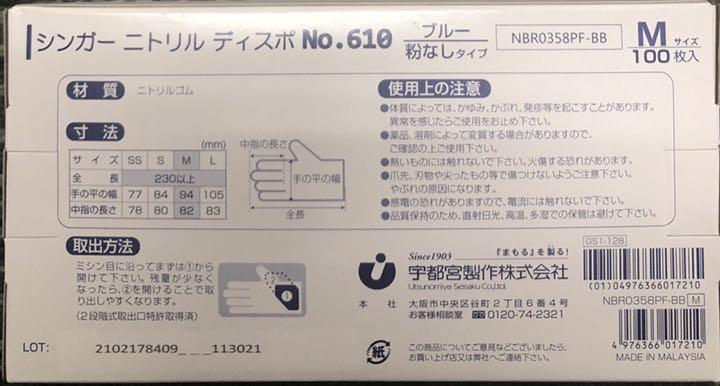 シンガー ニトリル ディスポ No.610
ブルー
粉なしタイプ
NBR0358PF-BB
M サイズ
100枚入
材質
ニトリルゴム
寸法
(mm)
サイズ SS S M L
全長 230以上
手の平の幅 77 84 94 105
中指の長さ 78 80 82 83
中指の長さ
手の平の幅
全長
使用上の注意
●体質によっては、かゆみ、かぶれ、発疹等を起こすことがあります。
異常を感じたらご使用をお止め下さい。
●薬品、溶剤によって変質する場合がありますので、
ご確認の上ご使用下さい。
●熱いものには触れないで下さい。火傷する恐れがあります。
●爪先、刃物や尖ったもの等で傷つけないようご注意下さい。
やぶれの原因になります。
●感電の恐れがありますので、電流には触れないで下さい。
●品質保持のため、直射日光、高温、多湿での保管は避けて下さい。
取出方法
ミシン目に沿ってまずは①から
開けて下さい。残量が少なく
なったら、②を開けることで取
り出しやすくなります。
(2段階式取出口特許取得済)
②
①
LOT: 2102178409_ _ _113021
Since1903
『まもる』を製る!
宇都宮製作株式会社
Utsunomiya Seisaku Co,Ltd.
本社 大阪市中央区谷町2丁目6番4号
お客様相談室 0120-74-2321
紙
この商品についてご意見などございましたら、
お買い上げ店又は弊社へご連絡下さい。
GS1-128
(01)04976366017210
NBR0358PF-BB M
4 976366 017210
MADE IN MALAYSIA